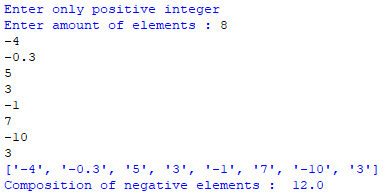 Enter only positive integer
Enter amount of elements : 8
-4
-0.3
5
3
-1
7
-10
3
['-4', '-0.3', '5', '3', '-1', '7', '-10', '3']
Composition of negative elements :  12.0